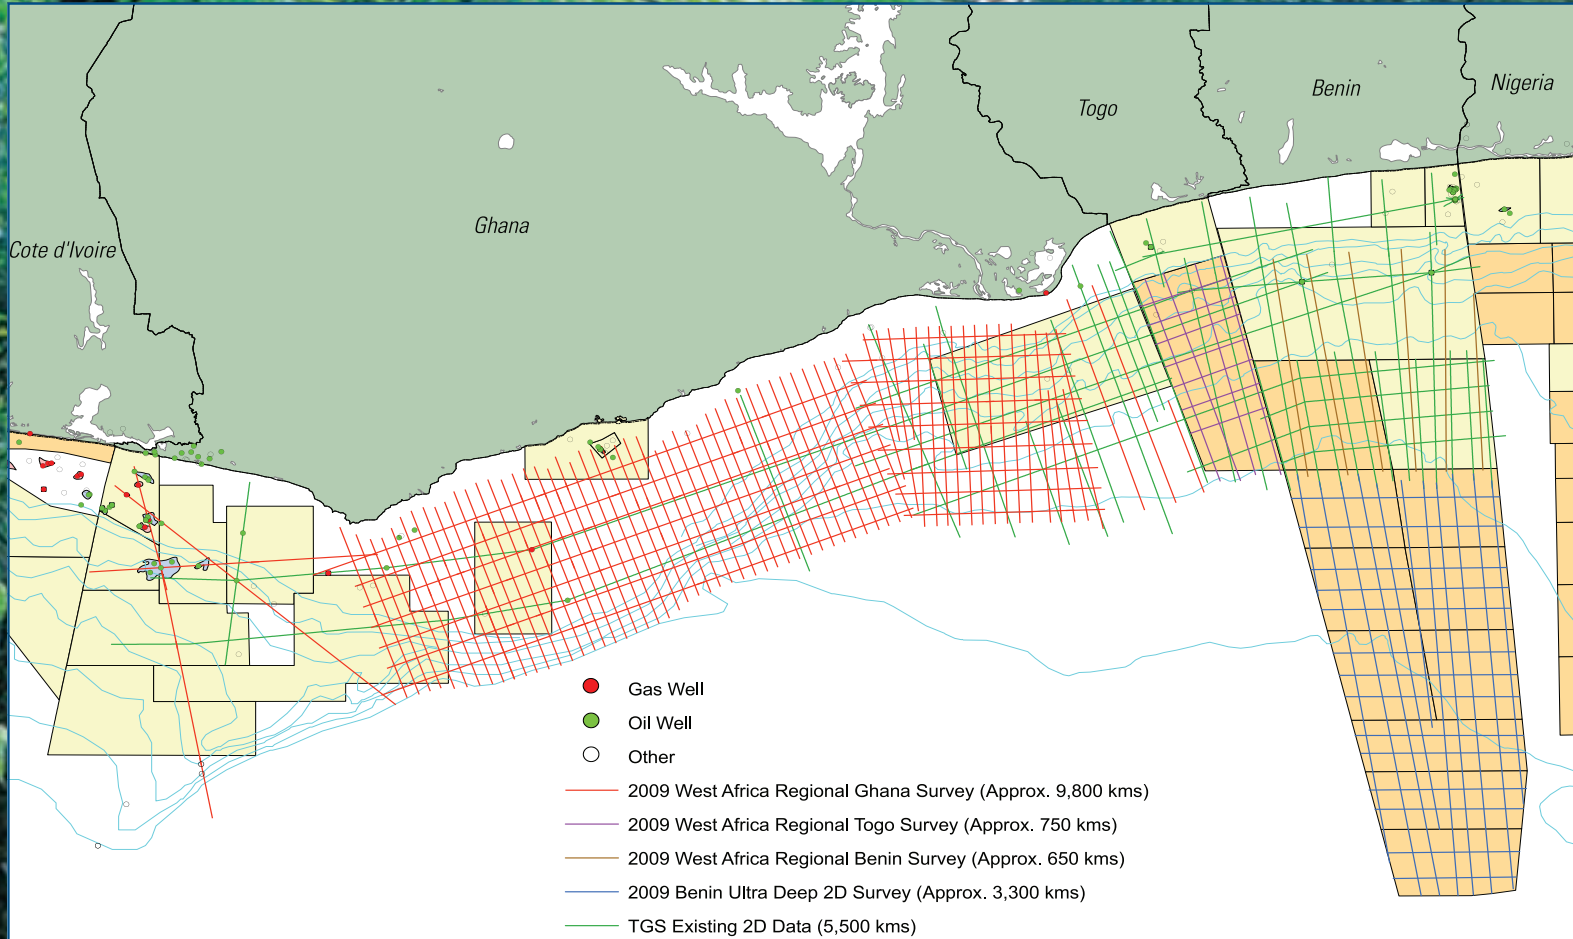 Nigeria
Benin
Togo
Ghana
Cote d'Ivoire
Gas Well
Oil Well
Other
2009 West Africa Regional Ghana Survey (Approx. 9,800 kms)
2009 West Africa Regional Togo Survey (Approx. 750 kms)
2009 West Africa Regional Benin Survey (Approx. 650 kms)
2009 Benin Ultra Deep 2D Survey (Approx. 3,300 kms)
TGS Existing 2D Data (5,500 kms)